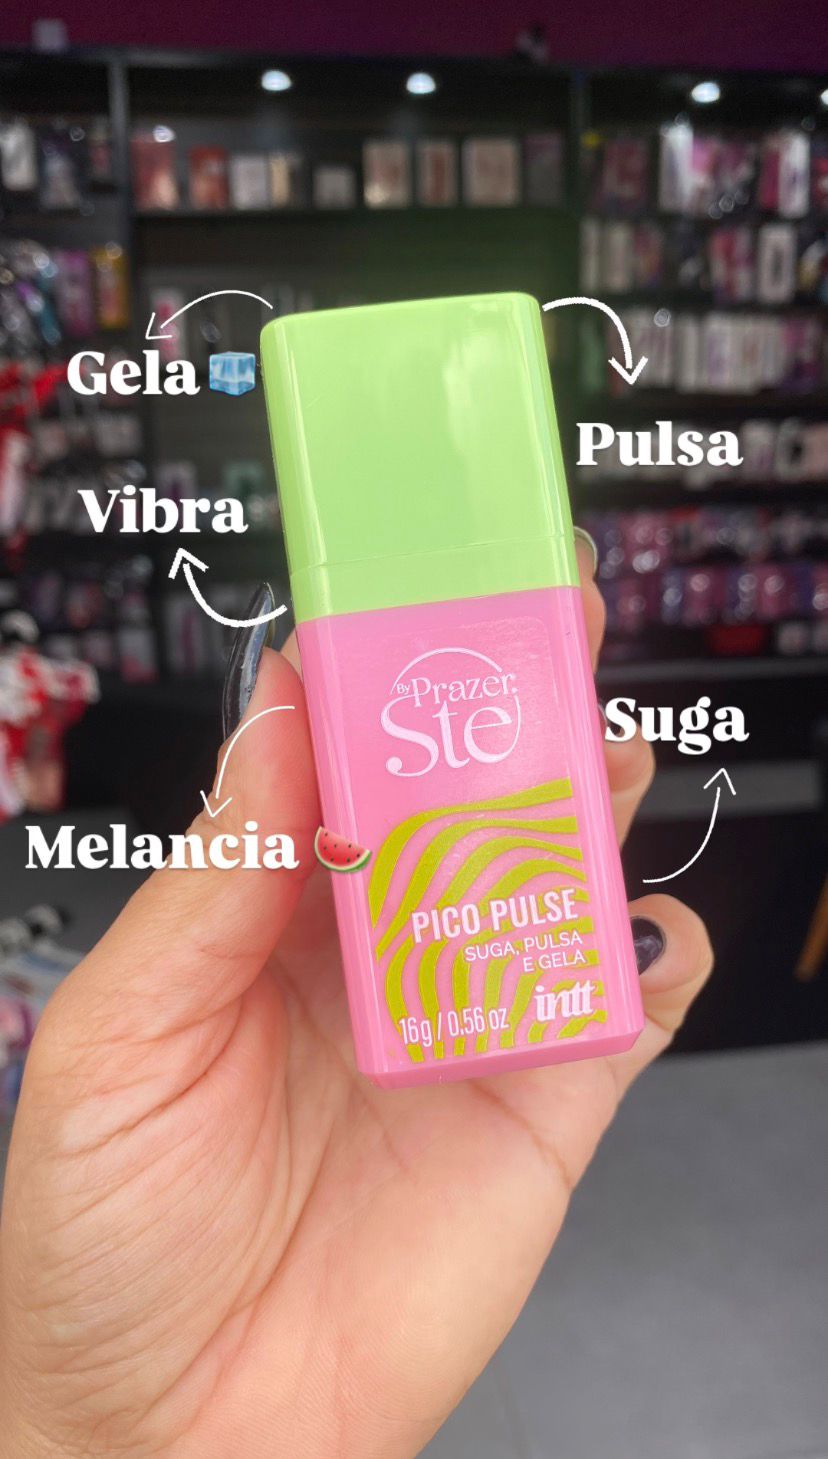 Gela
Pulsa
Vibra
By Prazer,
Ste
Suga
Melancia
PICO PULSE
SUGA, PULSA
E GELA
intt
16g / 0.56 oz